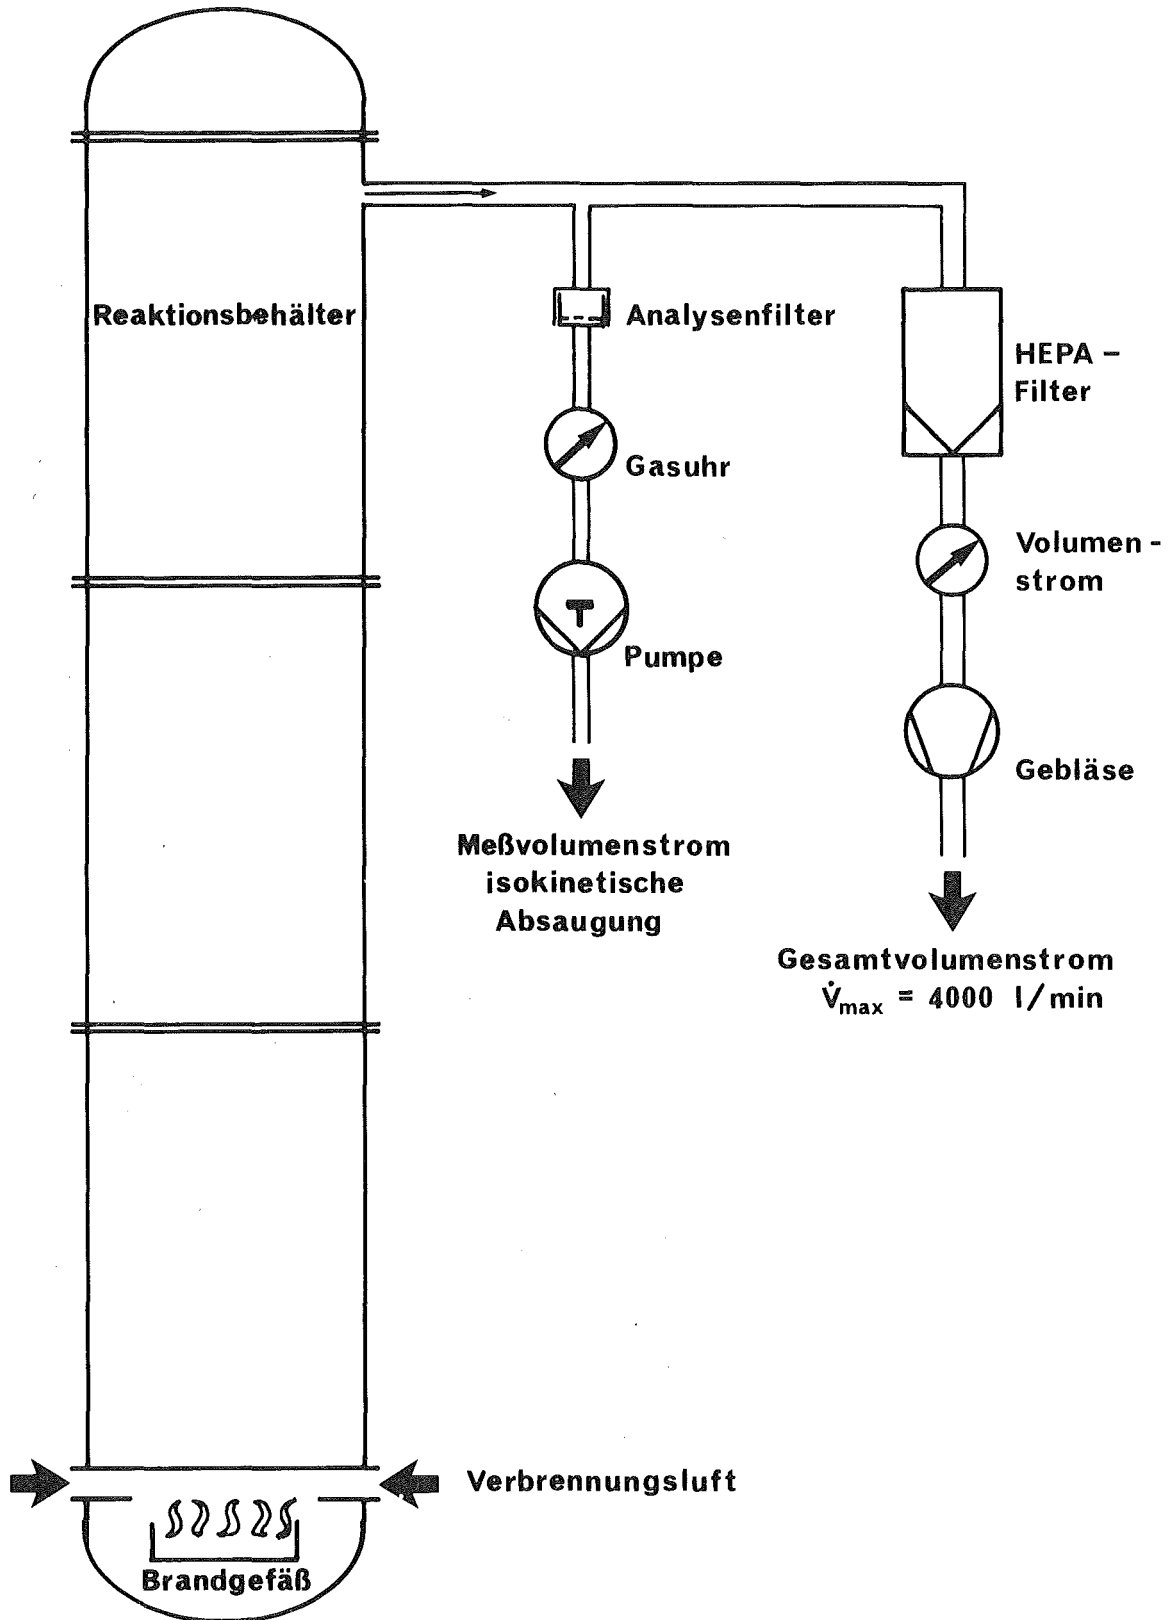 Reaktionsbehälter
Analysenfilter
HEPA –
Filter
Gasuhr
Volumen -
strom
Pumpe
Gebläse
Meßvolumenstrom
isokinetische
Absaugung
Gesamtvolumenstrom
V̇max = 4000 l/min
Verbrennungsluft
Brandgefäß